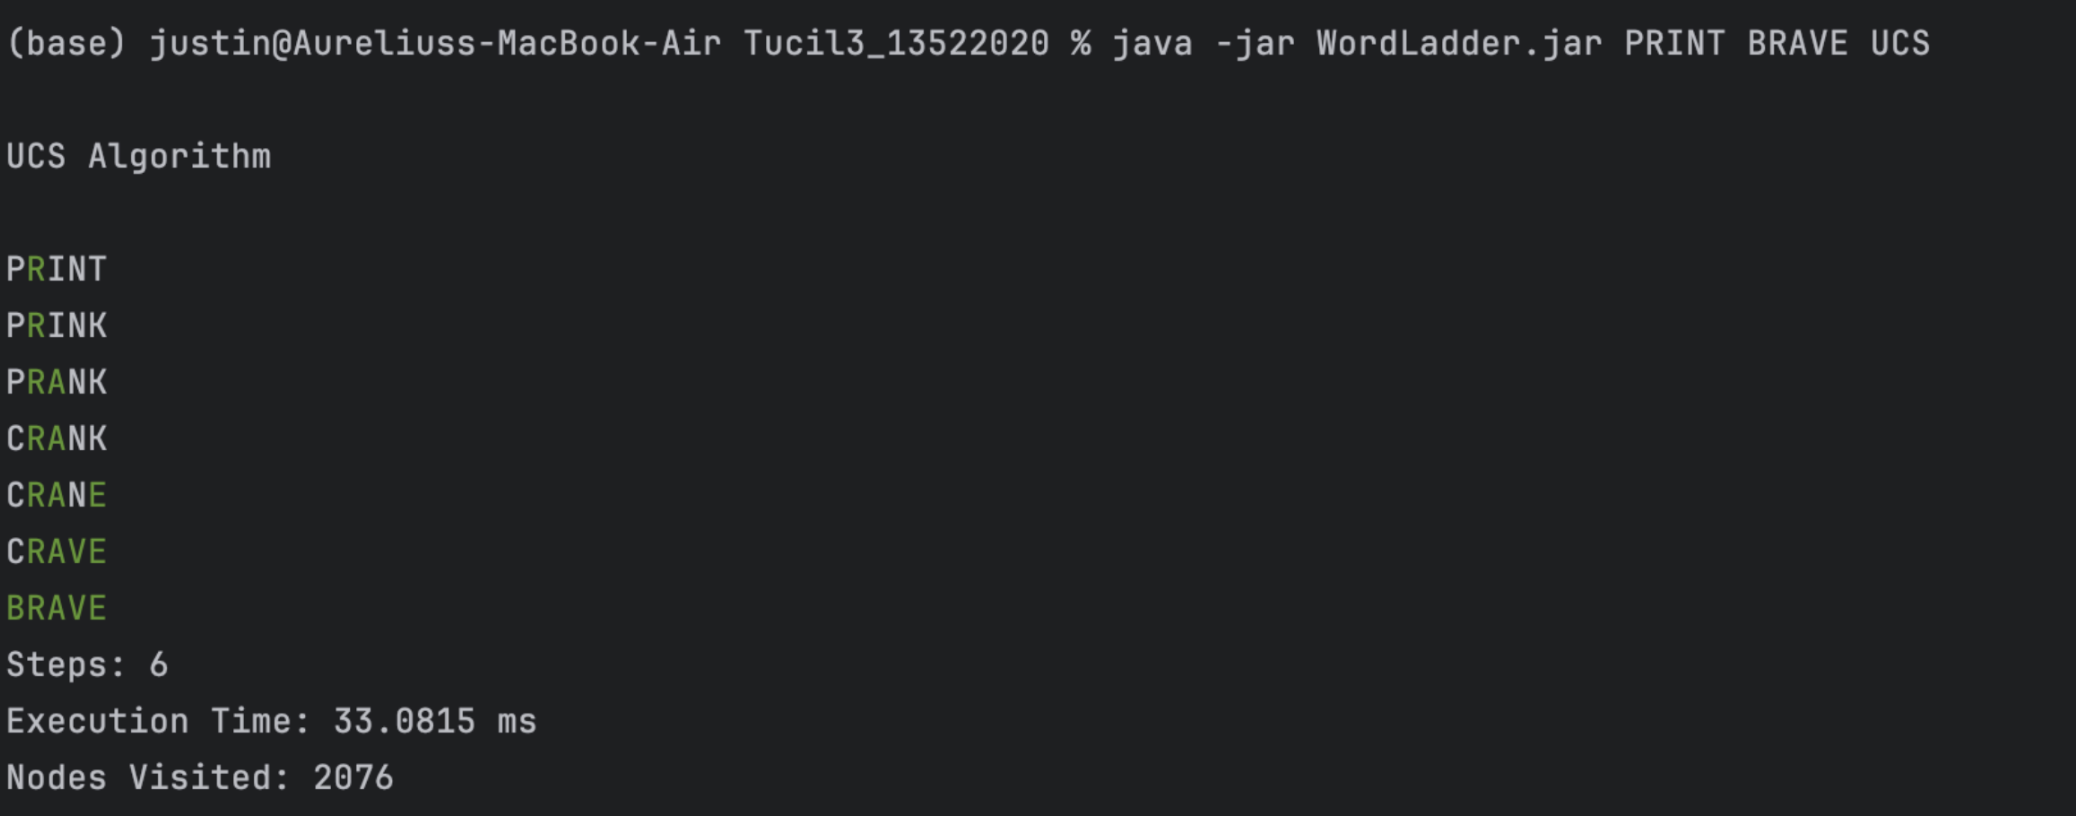 (base) justin@Aureliuss-MacBook-Air Tucil3_13522020 % java -jar WordLadder.jar PRINT BRAVE UCS
UCS Algorithm
PRINT
PRINK
PRANK
CRANK
CRANE
CRAVE
BRAVE
Steps: 6
Execution Time: 33.0815 ms
Nodes Visited: 2076